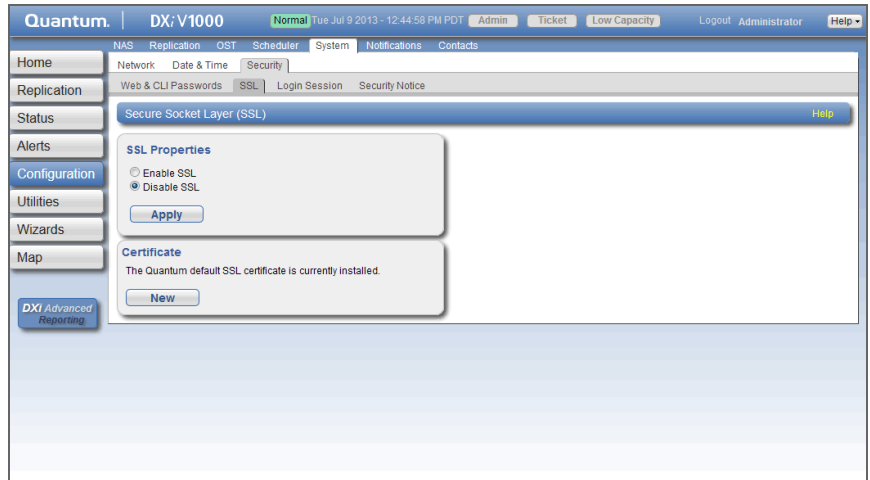 Quantum. DXi V1000 Normal Tue Jul 9 2013 - 12:44:58 PM PDT Admin Ticket Low Capacity Logout Administrator Help
NAS Replication OST Scheduler System Notifications Contacts
Home
Network Date & Time Security
Replication
Web & CLI Passwords SSL Login Session Security Notice
Status
Secure Socket Layer (SSL) Help
Alerts
SSL Properties
Configuration
Enable SSL
Disable SSL
Utilities
Apply
Wizards
Map
Certificate
The Quantum default SSL certificate is currently installed.
New
DXi Advanced
Reporting